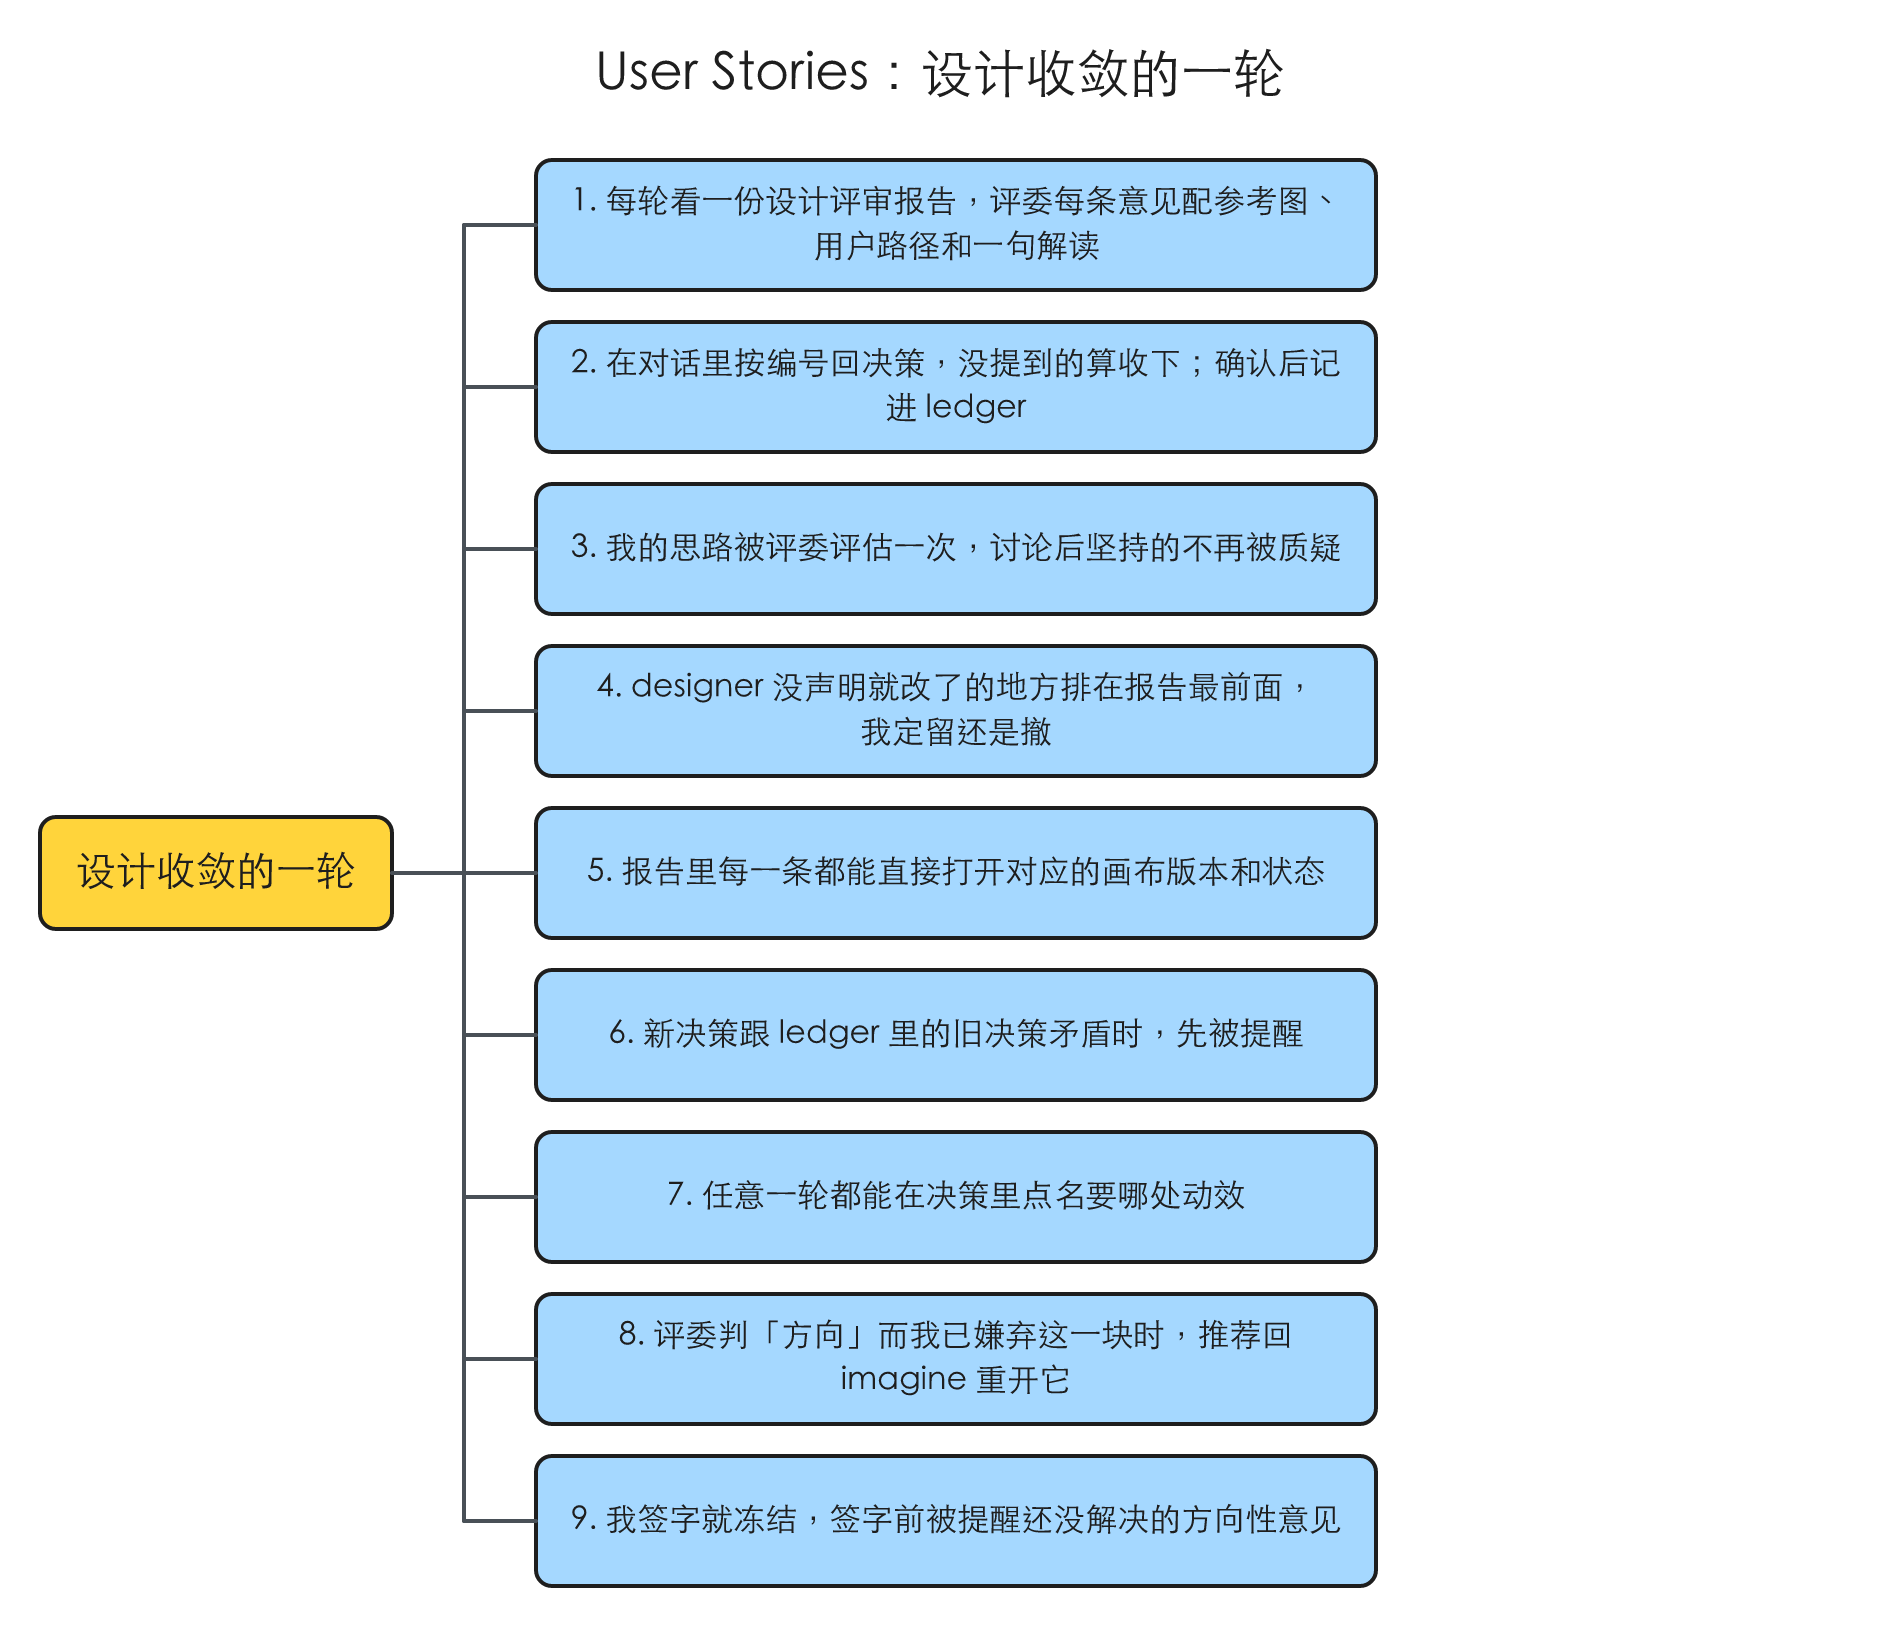 User Stories：设计收敛的一轮
1. 每轮看一份设计评审报告，评委每条意见配参考图、
用户路径和一句解读
2. 在对话里按编号回决策，没提到的算收下；确认后记
进 ledger
3. 我的思路被评委评估一次，讨论后坚持的不再被质疑
4. designer 没声明就改了的地方排在报告最前面，
我定留还是撤
设计收敛的一轮
5. 报告里每一条都能直接打开对应的画布版本和状态
6. 新决策跟 ledger 里的旧决策矛盾时，先被提醒
7. 任意一轮都能在决策里点名要哪处动效
8. 评委判「方向」而我已嫌弃这一块时，推荐回
imagine 重开它
9. 我签字就冻结，签字前被提醒还没解决的方向性意见